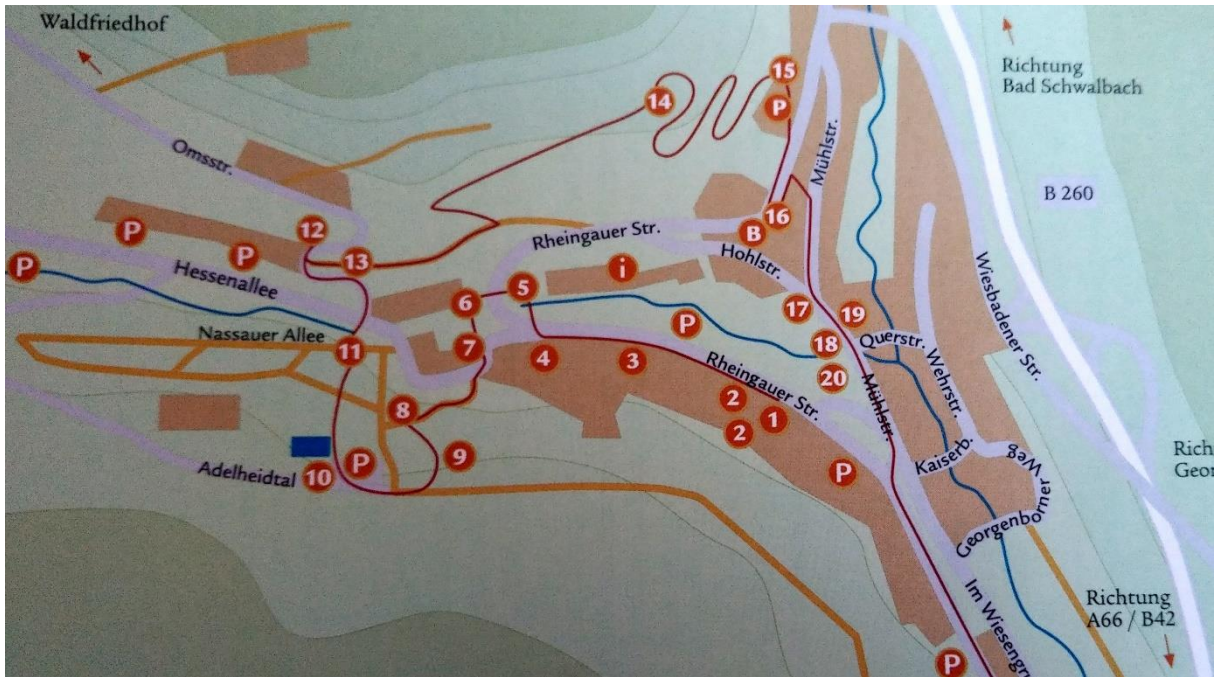 Waldfriedhof
Richtung
Bad Schwalbach
15
14
P
Omsstr.
Mühlstr.
B 260
12
P
P
13
16
B
Rheingauer Str.
Hohlstr.
P
Hessenallee
i
5
6
Wiesbadener Str.
17
19
P
Nassauer Allee
11
7
4
3
18
Querstr.
20
Rheingauer Str.
Wehrstr.
Mühlstr.
2
1
2
8
9
Kaiserb.
Georgenborner Weg
Adelheidtal
10
P
P
Rich
Geor
Im Wiesengr
Richtung
A66 / B42
P